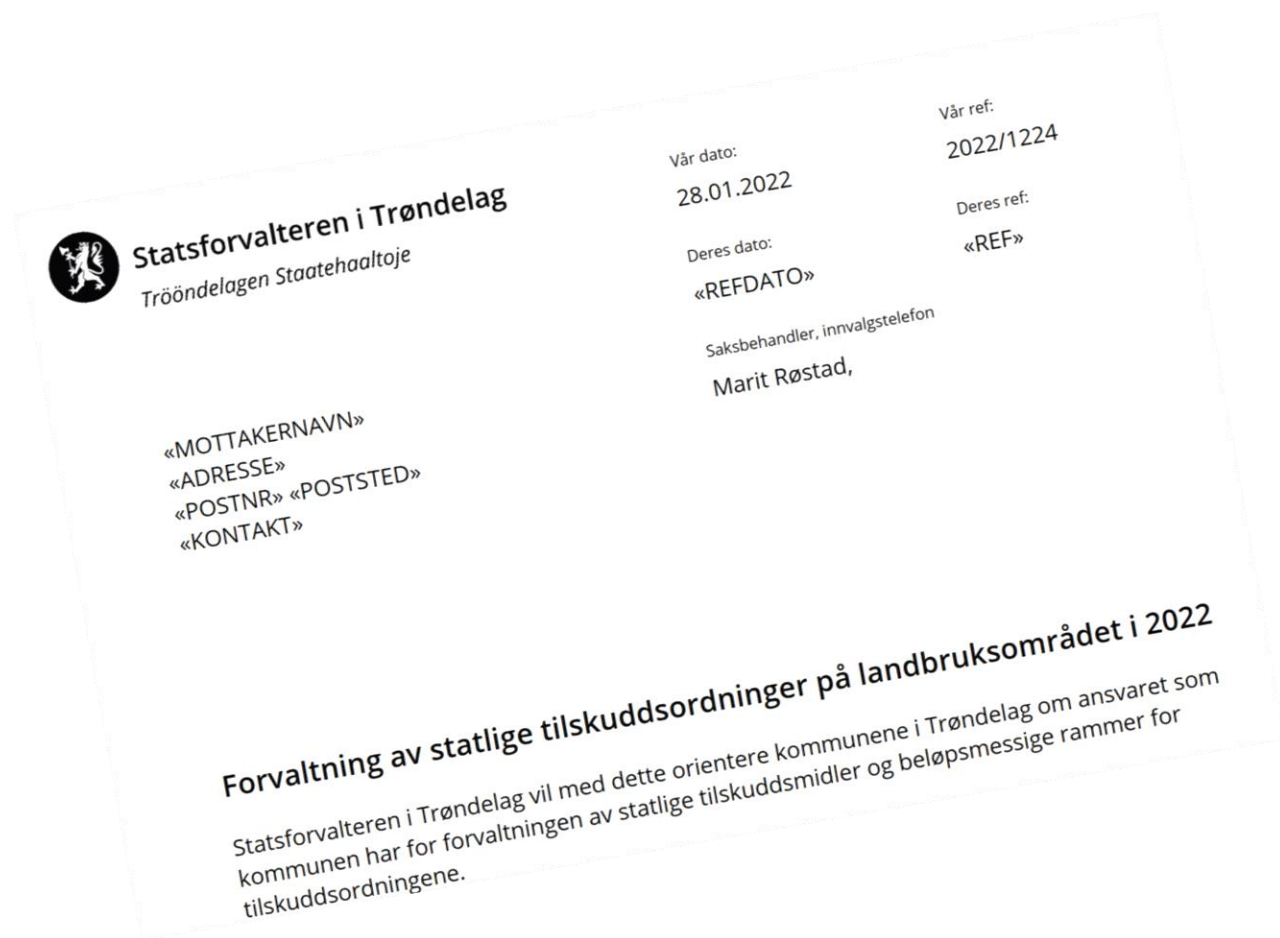 Statsforvalteren i Trøndelag
Trööndelagen Staatehaaltoje
Vår dato:
28.01.2022
Vår ref:
2022/1224
Deres dato:
«REFDATO»
Deres ref:
«REF»
Saksbehandler, innvalgstelefon
Marit Røstad,
«MOTTAKERNAVN»
«ADRESSE»
«POSTNR» «POSTSTED»
«KONTAKT»
Forvaltning av statlige tilskuddsordninger på landbruksområdet i 2022
Statsforvalteren i Trøndelag vil med dette orientere kommunene i Trøndelag om ansvaret som
kommunen har for forvaltningen av statlige tilskuddsmidler og beløpsmessige rammer for
tilskuddsordningene.